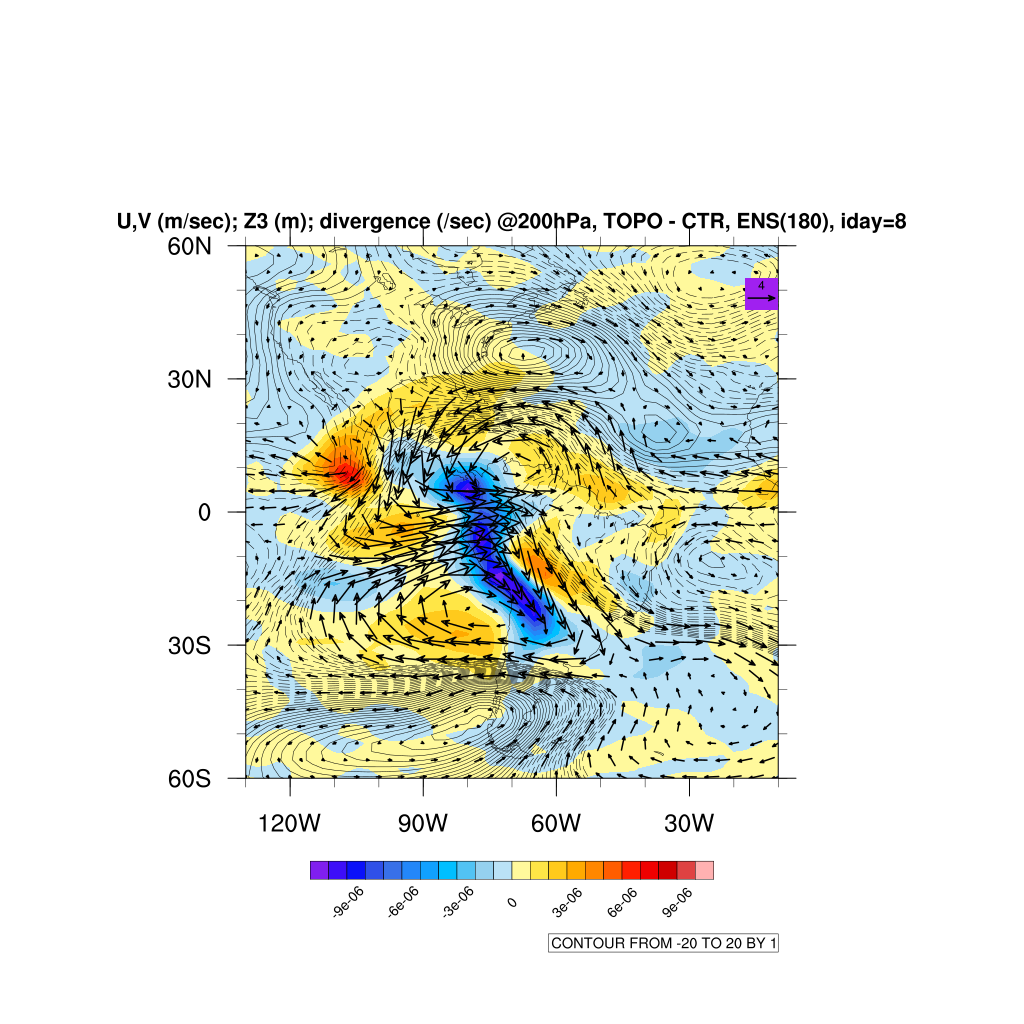 U,V (m/sec); Z3 (m); divergence (/sec) @200hPa, TOPO - CTR, ENS(180), iday=8
60N
4
30N
0
30S
60S
120W 90W 60W 30W
-9e-06 -6e-06 -3e-06 0 3e-06 6e-06 9e-06
CONTOUR FROM -20 TO 20 BY 1